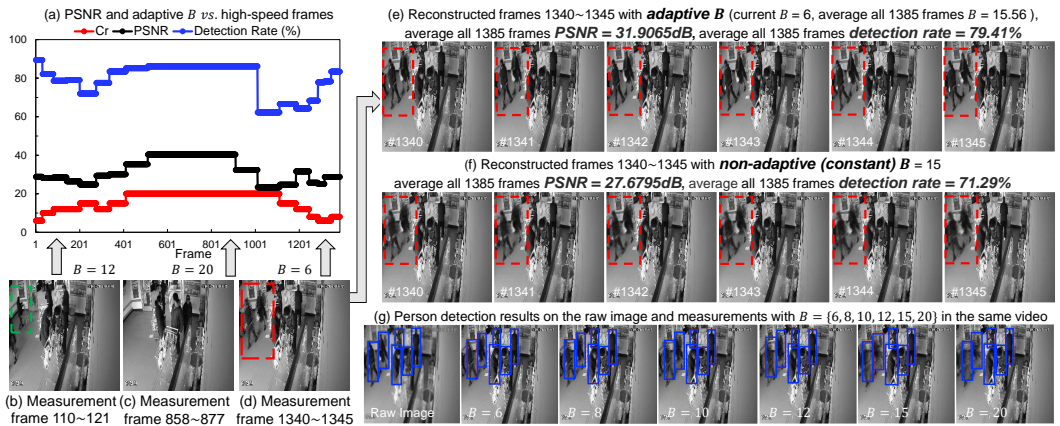 (a) PSNR and adaptive B vs. high-speed frames
Cr PSNR Detection Rate (%)
100
80
60
40
20
0
1 201 401 601 801 1001 1201
Frame
B = 12 B = 20 B = 6
(b) Measurement frame 110~121
(c) Measurement frame 858~877
(d) Measurement frame 1340~1345
(e) Reconstructed frames 1340~1345 with adaptive B (current B = 6, average all 1385 frames B = 15.56 ),
average all 1385 frames PSNR = 31.9065dB, average all 1385 frames detection rate = 79.41%
#1340 #1341 #1342 #1343 #1344 #1345
(f) Reconstructed frames 1340~1345 with non-adaptive (constant) B = 15
average all 1385 frames PSNR = 27.6795dB, average all 1385 frames detection rate = 71.29%
#1340 #1341 #1342 #1343 #1344 #1345
(g) Person detection results on the raw image and measurements with B = {6, 8, 10, 12, 15, 20} in the same video
Raw Image B = 6 B = 8 B = 10 B = 12 B = 15 B = 20